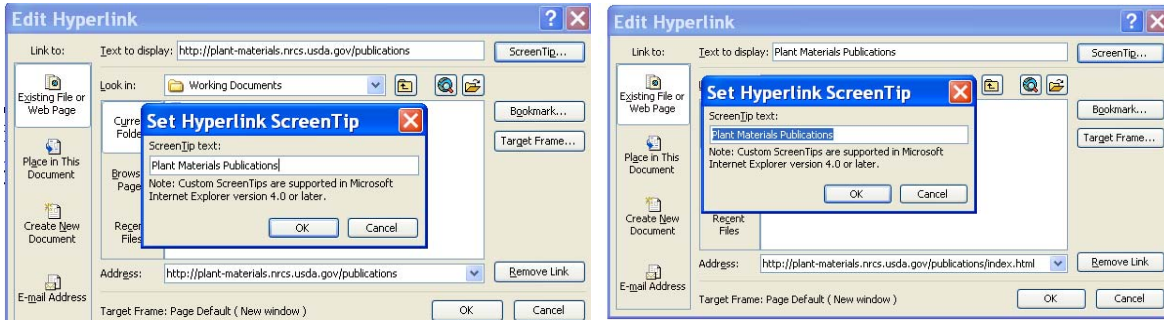 Edit Hyperlink
Link to:
Text to display: http://plant-materials.nrcs.usda.gov/publications
ScreenTip...
Existing File or
Web Page
Look in:
Working Documents
Bookmark...
Target Frame...
Place in This
Document
Create New
Document
E-mail Address
Set Hyperlink ScreenTip
ScreenTip text:
Plant Materials Publications
Note: Custom ScreenTips are supported in Microsoft
Internet Explorer version 4.0 or later.
OK Cancel
Address: http://plant-materials.nrcs.usda.gov/publications
Remove Link
Target Frame: Page Default ( New window )
OK Cancel
Edit Hyperlink
Link to:
Text to display: Plant Materials Publications
ScreenTip...
Existing File or
Web Page
Bookmark...
Target Frame...
Place in This
Document
Create New
Document
E-mail Address
Set Hyperlink ScreenTip
ScreenTip text:
Plant Materials Publications
Note: Custom ScreenTips are supported in Microsoft
Internet Explorer version 4.0 or later.
OK Cancel
Recent
Files
Address: http://plant-materials.nrcs.usda.gov/publications/index.html
Remove Link
Target Frame: Page Default ( New window )
OK Cancel